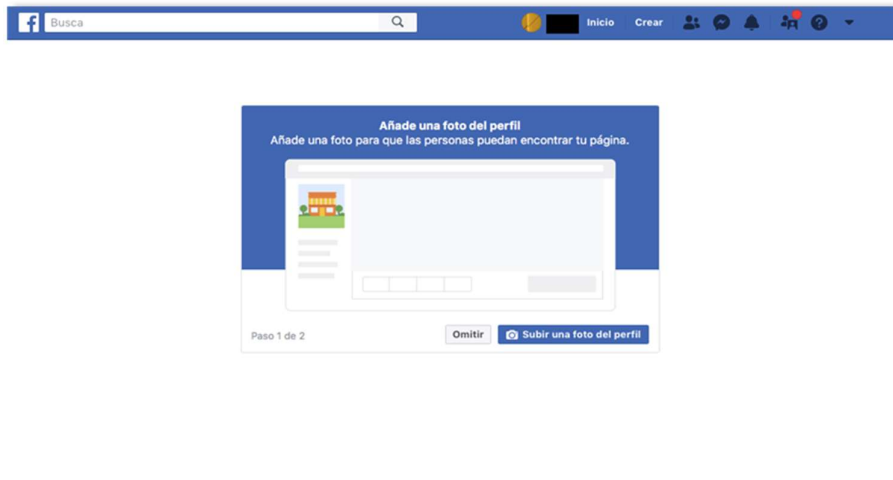 Busca
Inicio
Crear
Añade una foto del perfil
Añade una foto para que las personas puedan encontrar tu página.
Paso 1 de 2
Omitir
Subir una foto del perfil